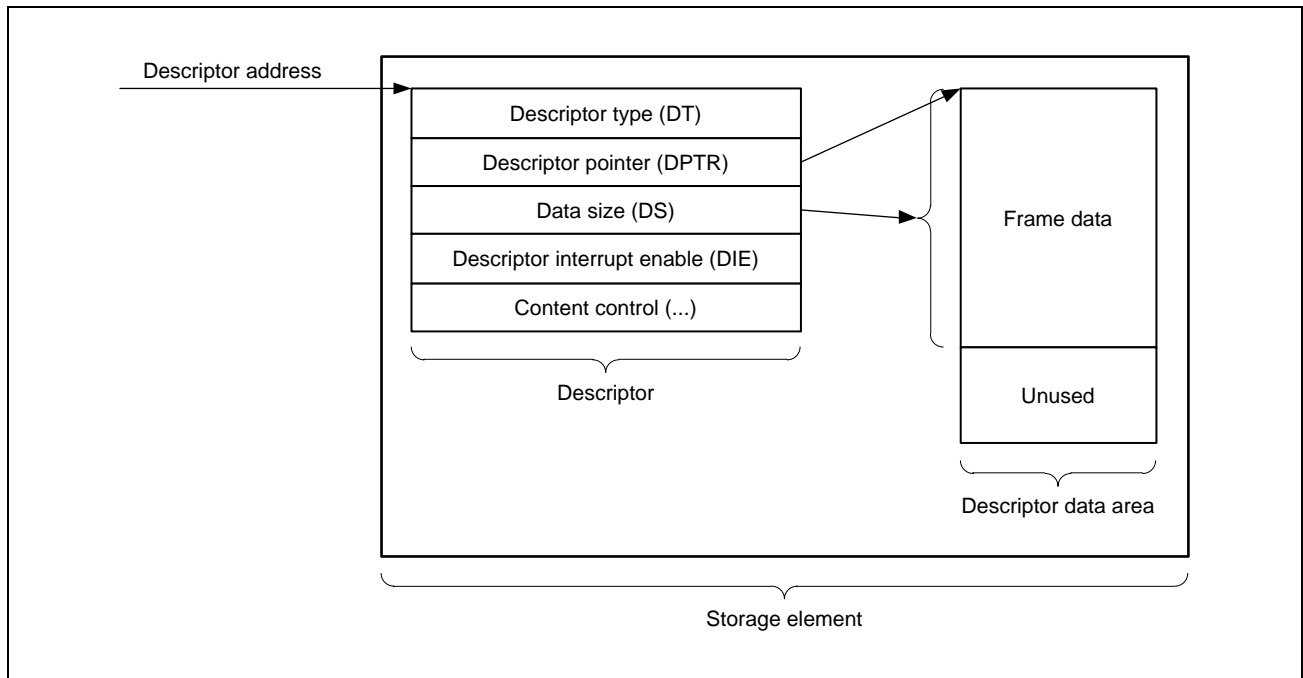 Descriptor address
Descriptor type (DT)
Descriptor pointer (DPTR)
Data size (DS)
Descriptor interrupt enable (DIE)
Content control (...)
Descriptor
Frame data
Unused
Descriptor data area
Storage element